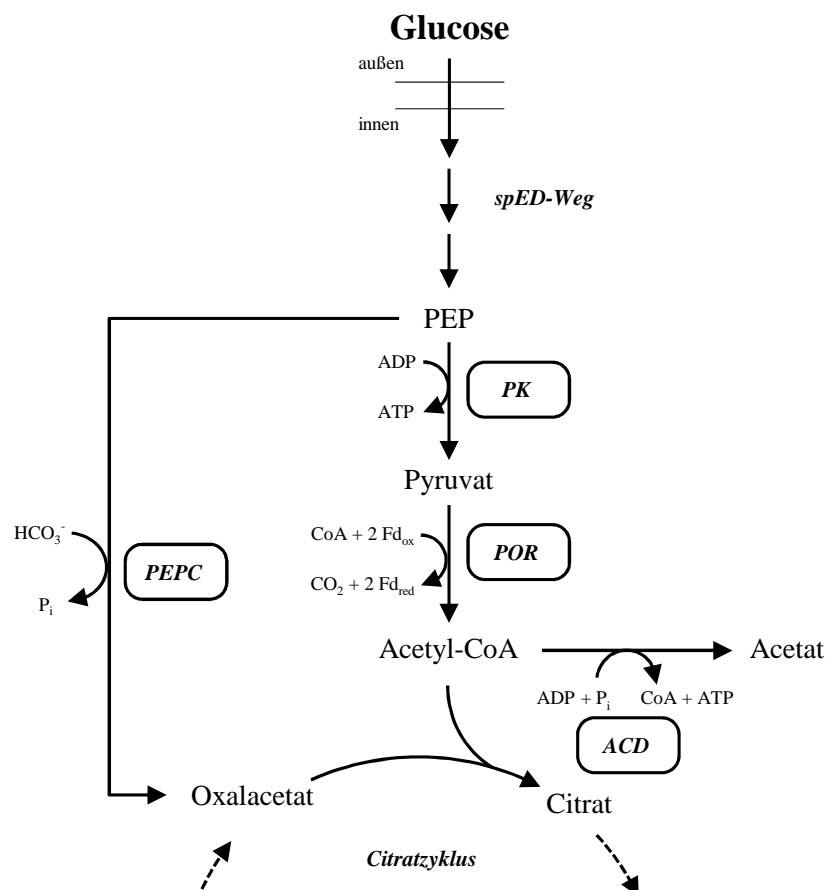 Glucose
außen
innen
spED-Weg
PEP
ADP
PK
ATP
Pyruvat
HCO₃⁻
CoA + 2 Fdox
POR
PEPC
CO₂ + 2 Fdred
Pᵢ
Acetyl-CoA
Acetat
ADP + Pᵢ
CoA + ATP
ACD
Oxalacetat
Citrat
Citratzyklus